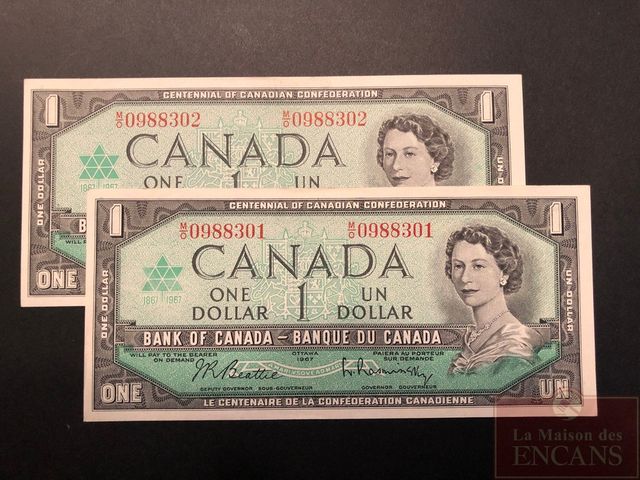 CENTENNIAL OF CANADIAN CONFEDERATION
1
M/O 0988302 M/O 0988302
CANADA
1867 1967
ONE 1 UN
ONE DOLLAR
UN
WILL P
ONE
CENTENNIAL OF CANADIAN CONFEDERATION
1
M/O 0988301 M/O 0988301
CANADA
1867 1967
ONE 1 UN
DOLLAR DOLLAR
ONE DOLLAR
UN DOLLAR
BANK OF CANADA – BANQUE DU CANADA
WILL PAY TO THE BEARER OTTAWA PAIERA AU PORTEUR
ON DEMAND 1967 SUR DEMANDE
J.R. Beattie L. Rasminsky
DEPUTY GOVERNOR SOUS-GOUVERNEUR GOVERNOR GOUVERNEUR
ONE UN
LE CENTENAIRE DE LA CONFÉDÉRATION CANADIENNE
La Maison des
ENCANS